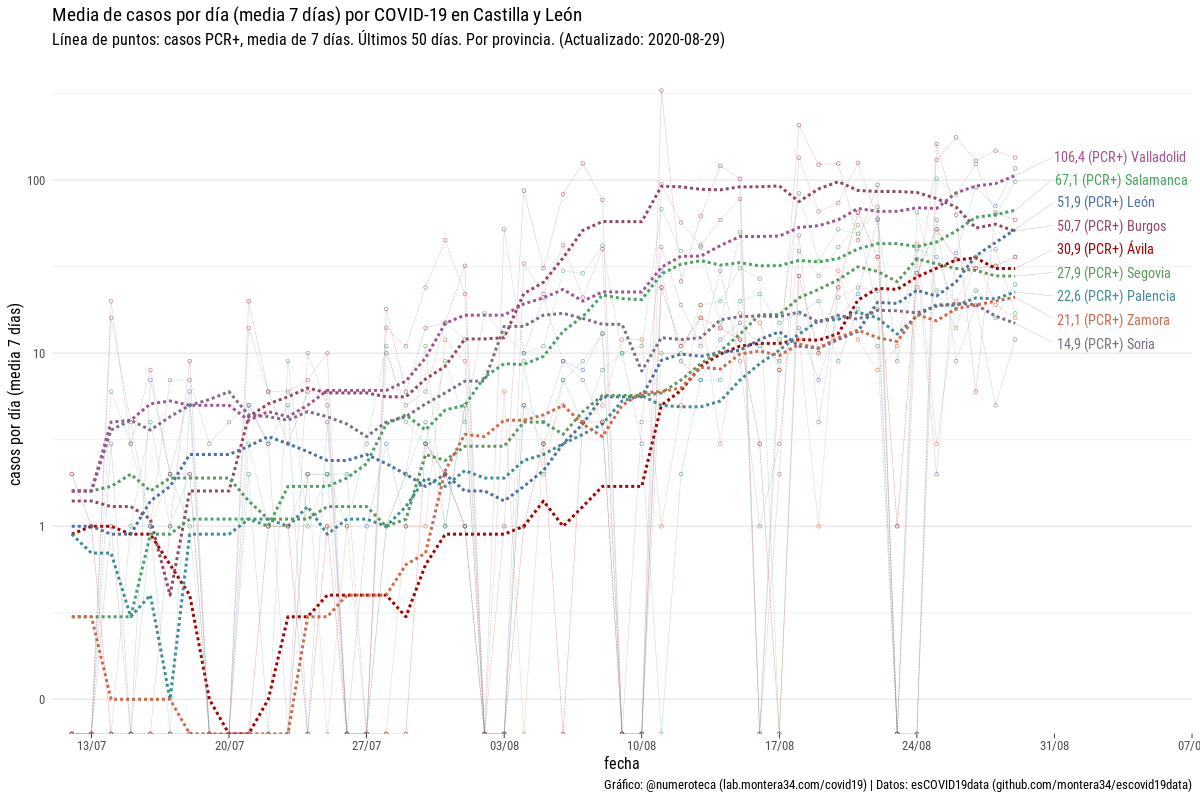 Media de casos por día (media 7 días) por COVID-19 en Castilla y León
Línea de puntos: casos PCR+, media de 7 días. Últimos 50 días. Por provincia. (Actualizado: 2020-08-29)
casos por día (media 7 días)
100
10
1
0
106,4 (PCR+) Valladolid
67,1 (PCR+) Salamanca
51,9 (PCR+) León
50,7 (PCR+) Burgos
30,9 (PCR+) Ávila
27,9 (PCR+) Segovia
22,6 (PCR+) Palencia
21,1 (PCR+) Zamora
14,9 (PCR+) Soria
13/07 20/07 27/07 03/08 10/08 17/08 24/08 31/08 07/0
fecha
Gráfico: @numeroteca (lab.montera34.com/covid19) | Datos: esCOVID19data (github.com/montera34/escovid19data)